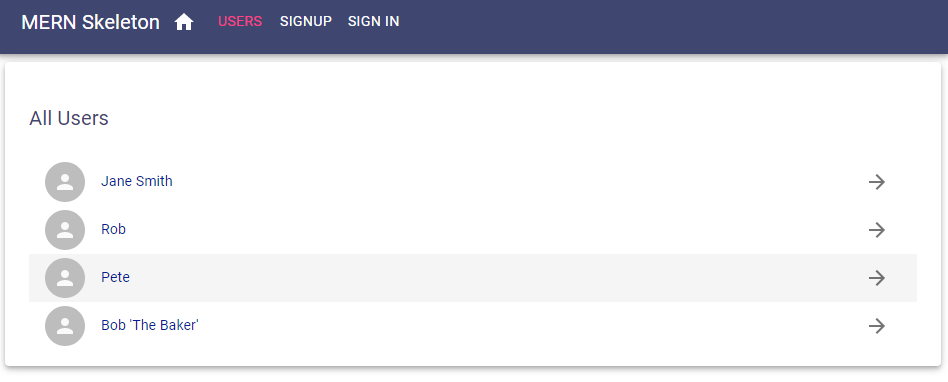 MERN Skeleton USERS SIGNUP SIGN IN
All Users
Jane Smith
Rob
Pete
Bob 'The Baker'